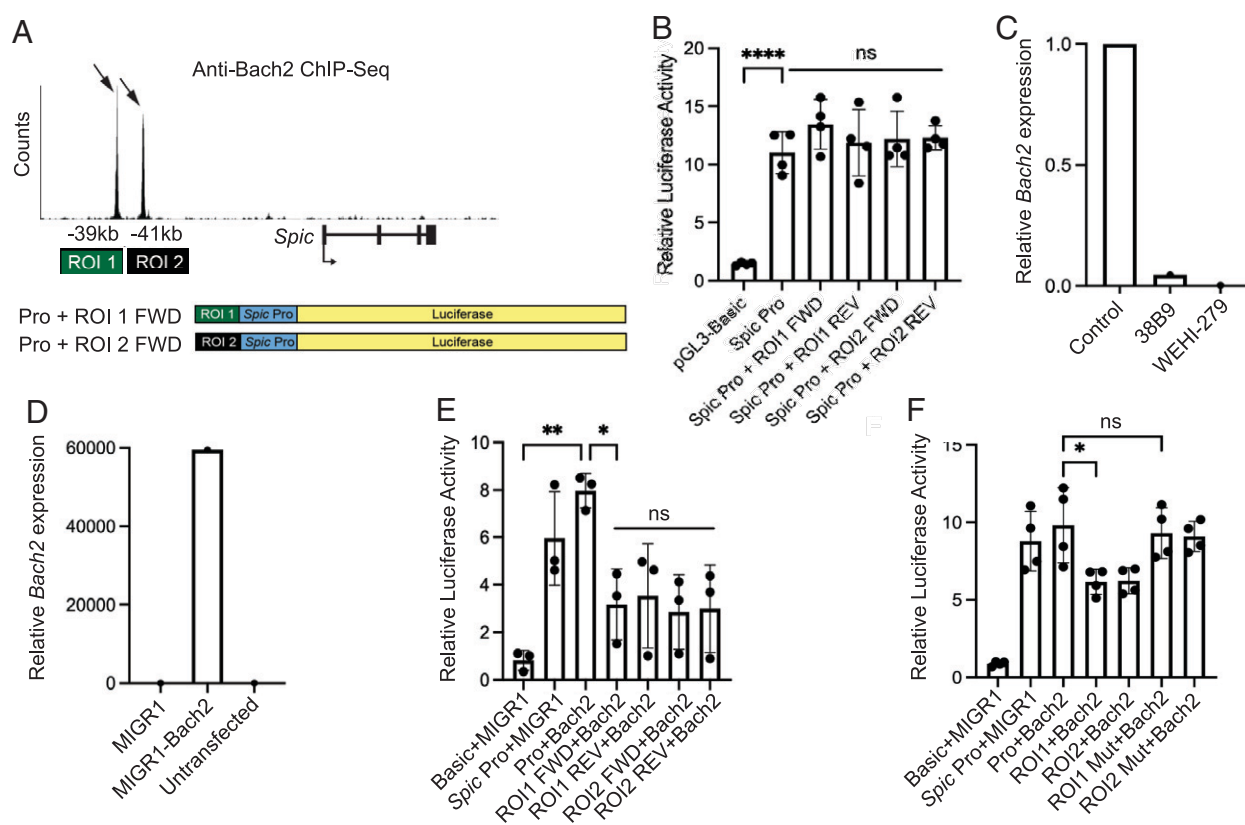 A
Anti-Bach2 ChIP-Seq
Counts
-39kb -41kb
Spic
ROI 1 ROI 2
Pro + ROI 1 FWD ROI 1 Spic Pro Luciferase
Pro + ROI 2 FWD ROI 2 Spic Pro Luciferase
B
Relative Luciferase Activity
20
15
10
5
0
**** ns
pGL3-Basic
Spic Pro
Spic Pro + ROI1 FWD
Spic Pro + ROI1 REV
Spic Pro + ROI2 FWD
Spic Pro + ROI2 REV
C
Relative Bach2 expression
1.0
0.5
0.0
Control
38B9
WEHI-279
D
Relative Bach2 expression
60000
40000
20000
0
MIGR1
MIGR1-Bach2
Untransfected
E
Relative Luciferase Activity
10
8
6
4
2
0
** *
ns
Basic+MIGR1
Spic Pro+MIGR1
Pro+Bach2
ROI1 FWD+Bach2
ROI1 REV+Bach2
ROI2 FWD+Bach2
ROI2 REV+Bach2
F
Relative Luciferase Activity
15
10
5
0
ns
*
Basic+MIGR1
Spic Pro+MIGR1
Pro+Bach2
ROI1+Bach2
ROI2+Bach2
ROI1 Mut+Bach2
ROI2 Mut+Bach2